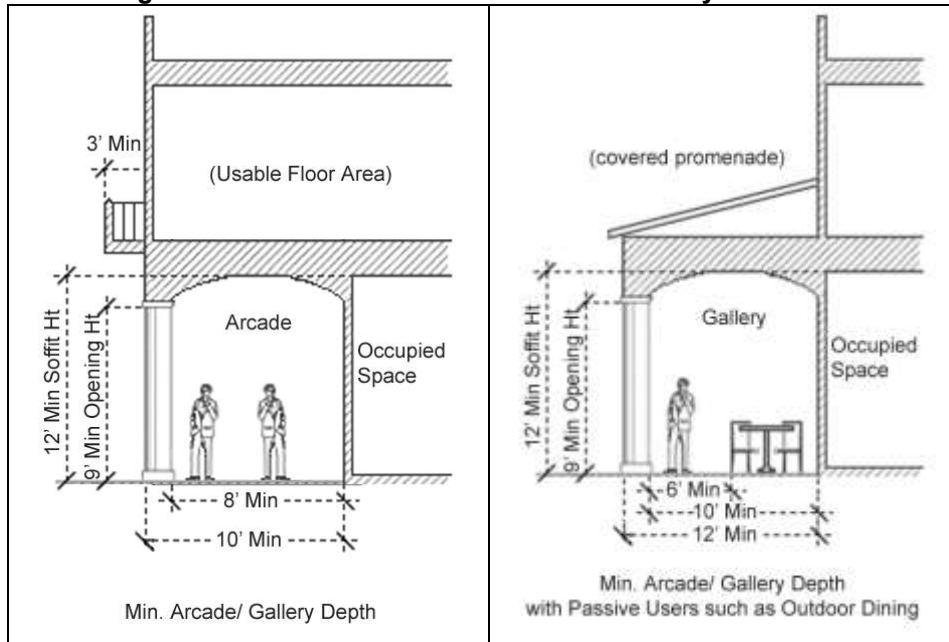 3' Min
(Usable Floor Area)
12' Min Soffit Ht
9' Min Opening Ht
Arcade
Occupied
Space
8' Min
10' Min
Min. Arcade/ Gallery Depth
(covered promenade)
12' Min Soffit Ht
9' Min Opening Ht
Gallery
Occupied
Space
6' Min
10' Min
12' Min
Min. Arcade/ Gallery Depth
with Passive Users such as Outdoor Dining